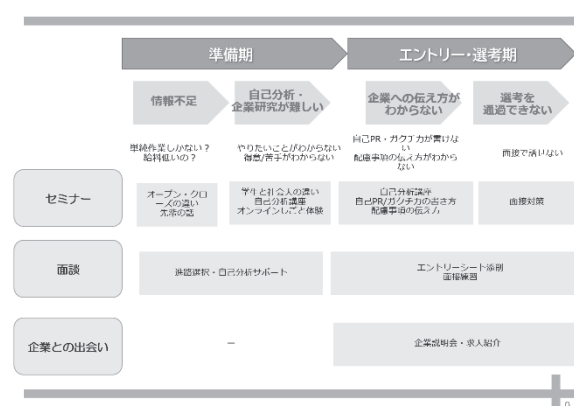 準備期
エントリー・選考期
情報不足
自己分析・
企業研究が難しい
企業への伝え方が
わからない
選考を
通過できない
単純作業しかない？
給料低いの？
やりたいことがわからない
得意/苦手がわからない
自己PR・ガクチカが書けな
い
配慮事項の伝え方がわから
ない
面接で話せない
セミナー
オープン・クロ
ーズの違い
先輩の話
学生と社会人の違い
自己分析講座
オンラインしごと体験
自己分析講座
自己PR/ガクチカの書き方
配慮事項の伝え方
面接対策
面談
進路選択・自己分析サポート
エントリーシート添削
面接練習
企業との出会い
–
企業説明会・求人紹介